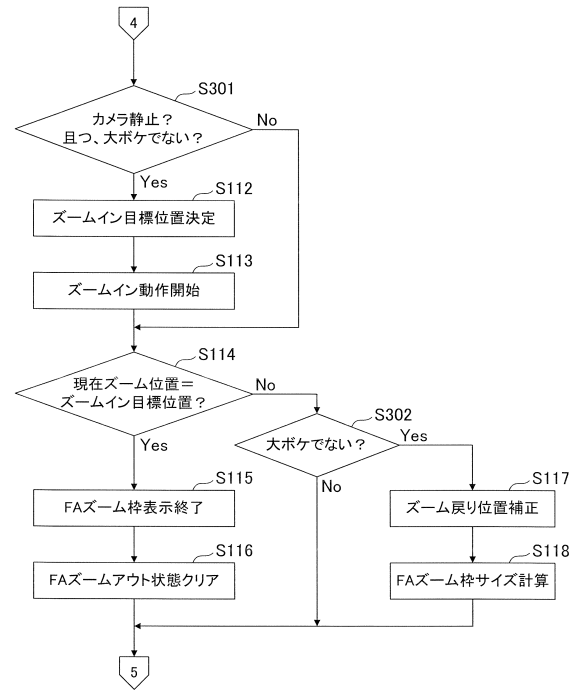 4
S301
カメラ静止？
且つ、大ボケでない？
No
Yes
S112
ズームイン目標位置決定
S113
ズームイン動作開始
S114
現在ズーム位置＝
ズームイン目標位置？
No
Yes
S302
大ボケでない？
Yes
No
S115
FAズーム枠表示終了
S117
ズーム戻り位置補正
S116
FAズームアウト状態クリア
S118
FAズーム枠サイズ計算
5